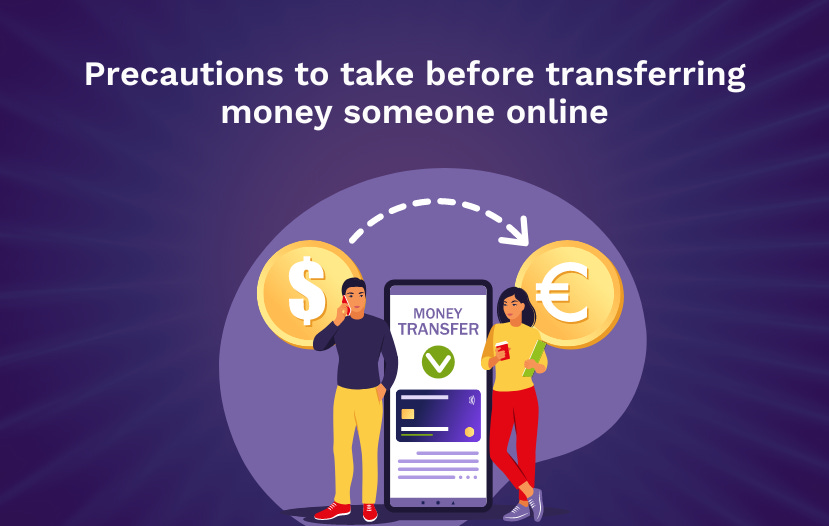 Precautions to take before transferring
money someone online
$
€
MONEY
TRANSFER